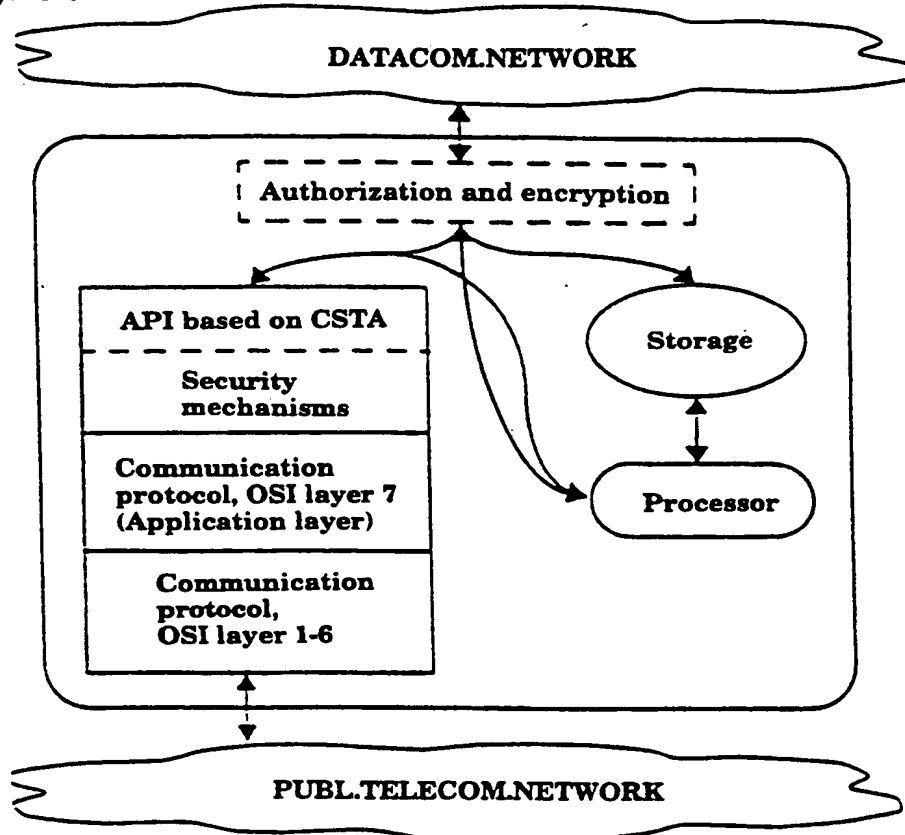 DATACOM.NETWORK
Authorization and encryption
API based on CSTA
Security
mechanisms
Communication
protocol, OSI layer 7
(Application layer)
Communication
protocol,
OSI layer 1-6
Storage
Processor
PUBL.TELECOM.NETWORK